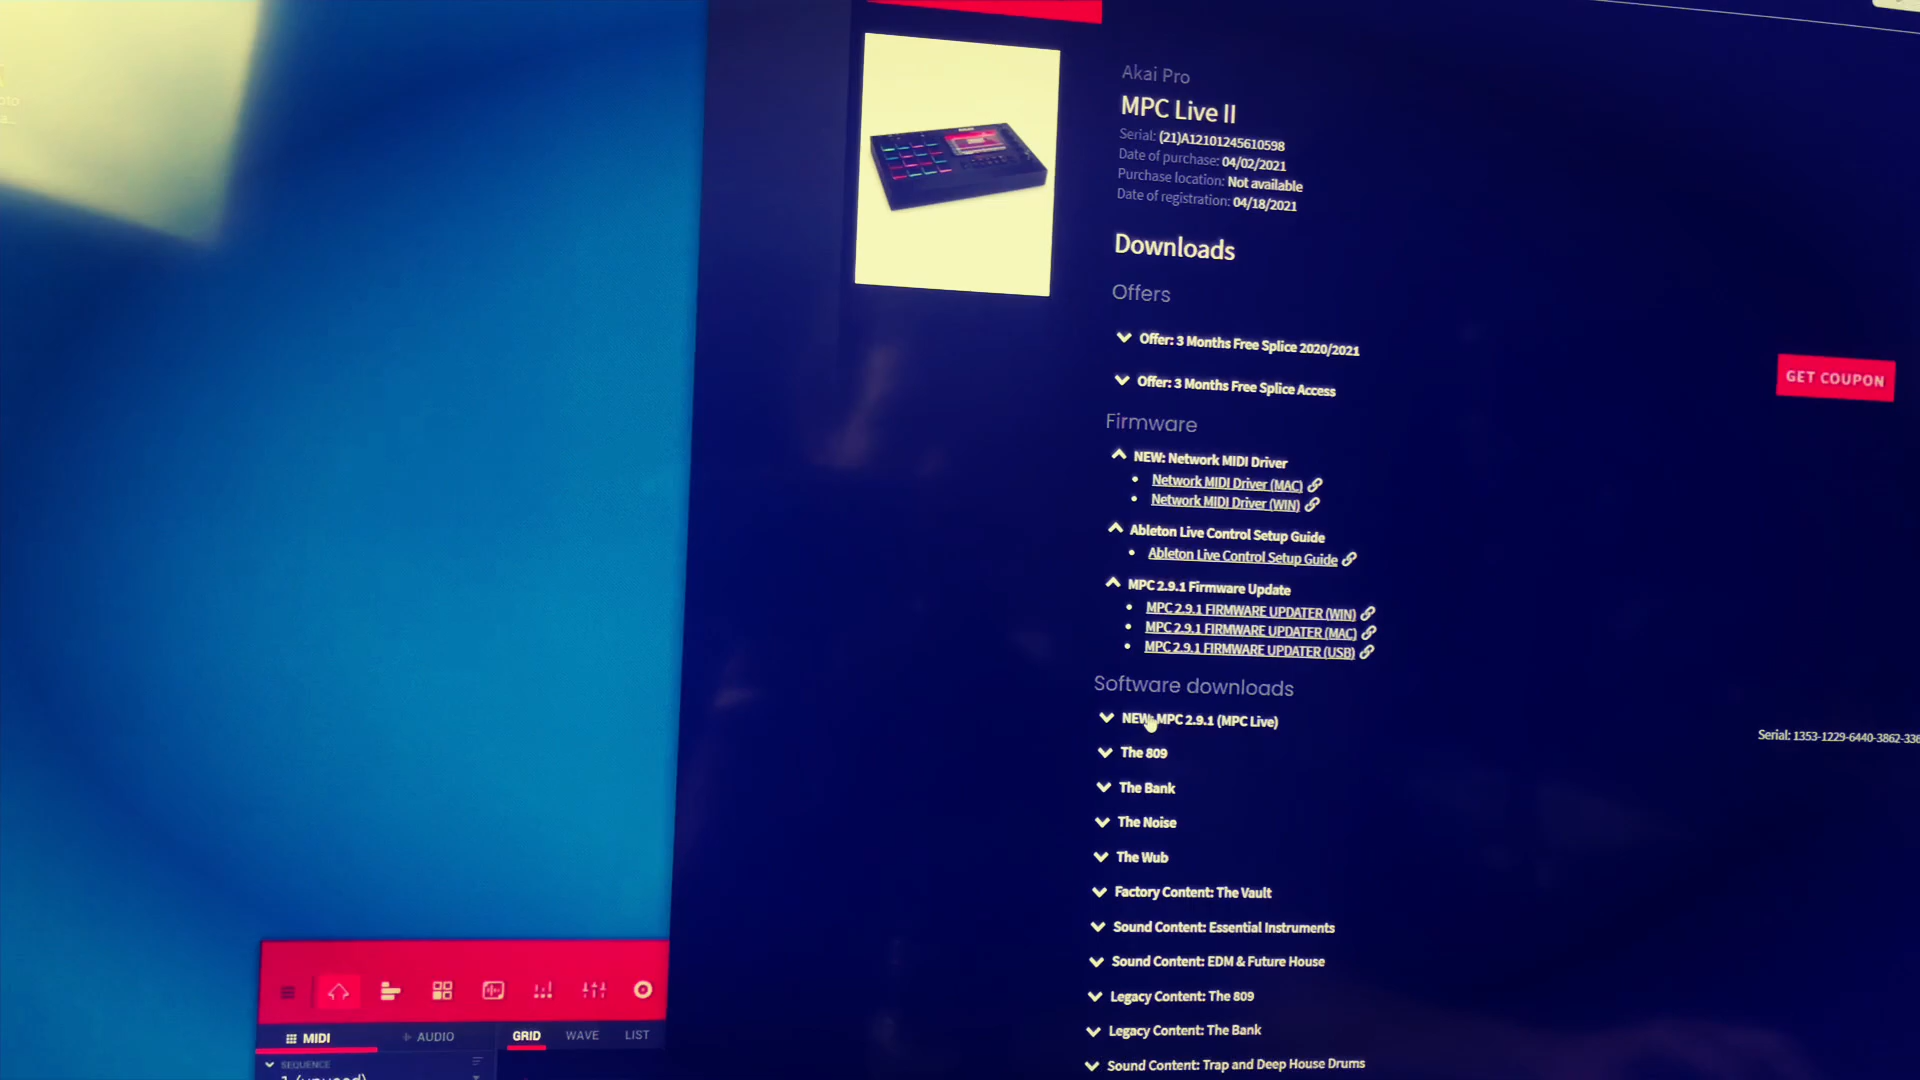 Akai Pro
MPC Live II
Serial: (21)A12101245610598
Date of purchase: 04/02/2021
Purchase location: Not available
Date of registration: 04/18/2021
Downloads
Offers
Offer: 3 Months Free Splice 2020/2021
GET COUPON
Offer: 3 Months Free Splice Access
Firmware
NEW: Network MIDI Driver
Network MIDI Driver (MAC)
Network MIDI Driver (WIN)
Ableton Live Control Setup Guide
Ableton Live Control Setup Guide
MPC 2.9.1 Firmware Update
MPC 2.9.1 FIRMWARE UPDATER (WIN)
MPC 2.9.1 FIRMWARE UPDATER (MAC)
MPC 2.9.1 FIRMWARE UPDATER (USB)
Software downloads
NEW: MPC 2.9.1 (MPC Live)
Serial: 1353-1229-6440-3862-336
The 809
The Bank
The Noise
The Wub
Factory Content: The Vault
Sound Content: Essential Instruments
Sound Content: EDM & Future House
Legacy Content: The 809
Legacy Content: The Bank
Sound Content: Trap and Deep House Drums
MIDI + AUDIO GRID WAVE LIST
SEQUENCE